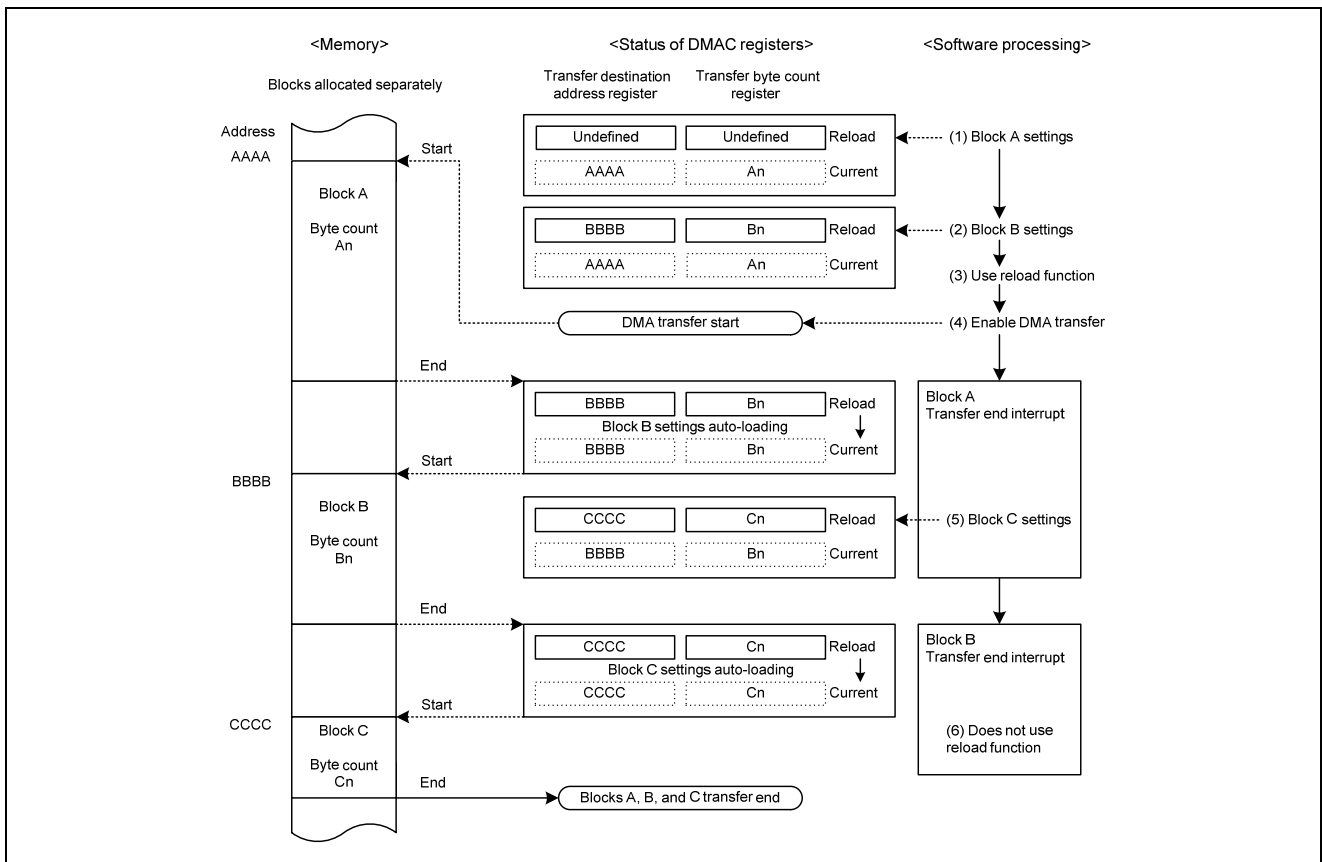 <Memory>
<Status of DMAC registers>
<Software processing>
Blocks allocated separately
Transfer destination
address register
Transfer byte count
register
Address
AAAA
Start
Block A
Byte count
An
Undefined
Undefined
Reload
AAAA
An
Current
(1) Block A settings
BBBB
Bn
Reload
AAAA
An
Current
(2) Block B settings
(3) Use reload function
DMA transfer start
(4) Enable DMA transfer
End
BBBB
Bn
Reload
Block B settings auto-loading
BBBB
Bn
Current
Block A
Transfer end interrupt
Start
BBBB
Block B
Byte count
Bn
CCCC
Cn
Reload
BBBB
Bn
Current
(5) Block C settings
End
CCCC
Cn
Reload
Block C settings auto-loading
CCCC
Cn
Current
Block B
Transfer end interrupt
(6) Does not use
reload function
Start
CCCC
Block C
Byte count
Cn
End
Blocks A, B, and C transfer end